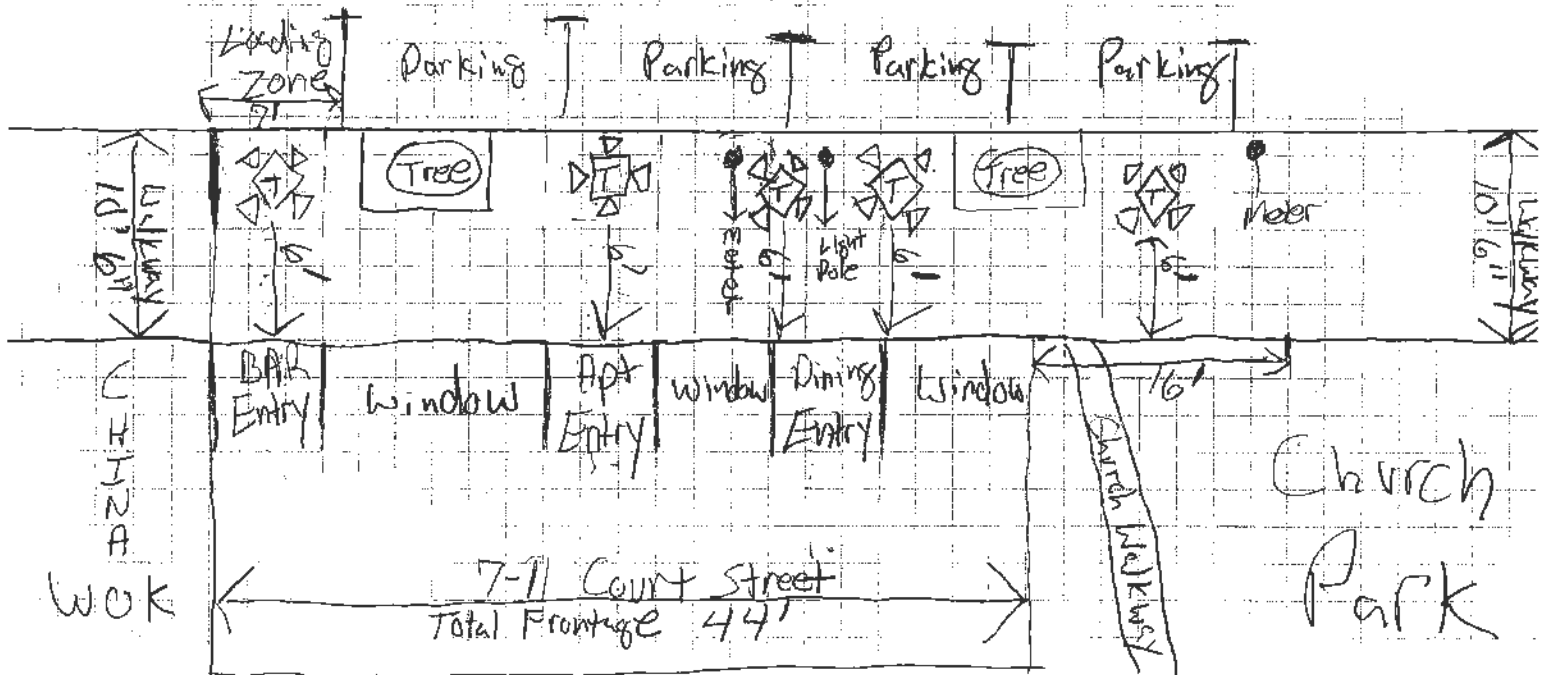 Loading
Zone
7'
Parking
Parking
Parking
Parking
10' 6"
Walkway
T
Tree
T
T
T
Tree
T
Meter
10' 6"
Walkway
6'
6'
Meter
6'
Light
Pole
6'
6'
CHINA
WOK
BAR
Entry
Window
Apt
Entry
Window
Dining
Entry
Window
16'
Church Walkway
Church
Park
7-11 Court Street
Total Frontage 44'